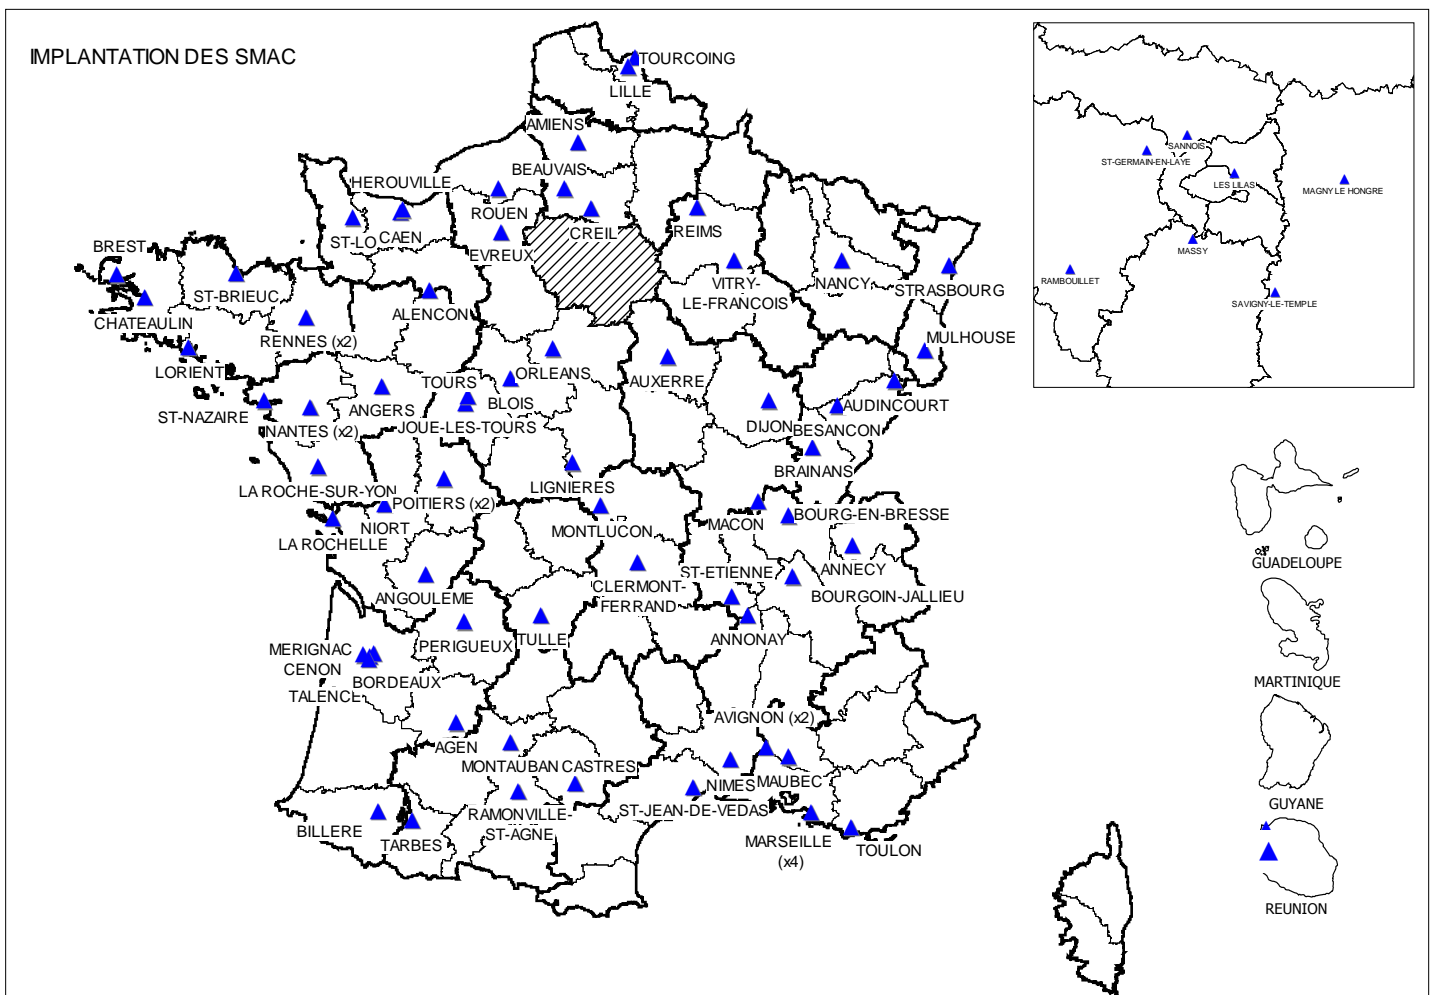 IMPLANTATION DES SMAC
TOURCOING
LILLE
AMIENS
BEAUVAIS
HEROUVILLE
ROUEN
CREIL
REIMS
ST-LO
CAEN
EVREUX
BREST
ST-BRIEUC
VITRY-
LE-FRANCOIS
NANCY
STRASBOURG
ALENCON
CHATEAULIN
RENNES (x2)
MULHOUSE
LORIENT
ORLEANS
AUXERRE
TOURS
BLOIS
ANGERS
ST-NAZAIRE
NANTES (x2)
JOUE-LES-TOURS
DIJON
BESANCON
AUDINCOURT
BRAINANS
LA ROCHE-SUR-YON
POITIERS (x2)
LIGNIERES
NIORT
LA ROCHELLE
MONTLUCON
MACON
BOURG-EN-BRESSE
ANNECY
ST-ETIENNE
CLERMONT-
FERRAND
BOURGOIN-JALLIEU
ANGOULEME
PERIGUEUX
TULLE
ANNONAY
MERIGNAC
CENON
BORDEAUX
TALENCE
AVIGNON (x2)
AGEN
MONTAUBAN
CASTRES
NIMES
MAUBEC
ST-JEAN-DE-VEDAS
RAMONVILLE-
ST-AGNE
BILLERE
TARBES
MARSEILLE
(x4)
TOULON
SANNOIS
ST-GERMAIN-EN-LAYE
LES LILAS
MAGNY LE HONGRE
MASSY
RAMBOUILLET
SAVIGNY-LE-TEMPLE
GUADELOUPE
MARTINIQUE
GUYANE
REUNION